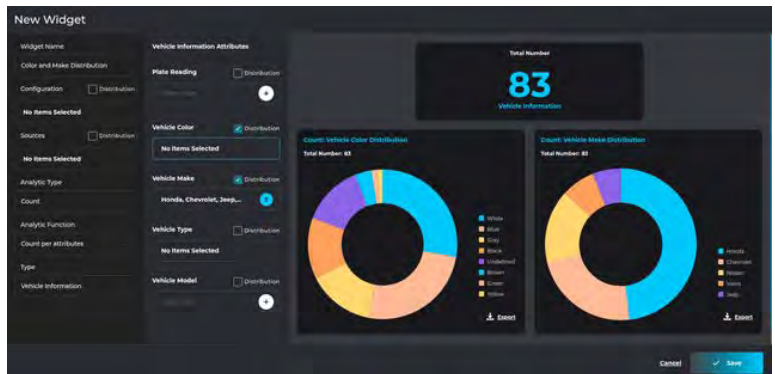 New Widget
Widget Name
Color and Make Distribution
Configuration
Distribution
No Items Selected
Sources
Distribution
No Items Selected
Analytic Type
Count
Analytic Function
Count per attributes
Type
Vehicle Information
Vehicle Information Attributes
Plate Reading
Distribution
Vehicle Color
Distribution
No Items Selected
Vehicle Make
Distribution
Honda, Chevrolet, Jeep,...
Vehicle Type
Distribution
No Items Selected
Vehicle Model
Distribution
Total Number
83
Vehicle Information
Count: Vehicle Color Distribution
Total Number: 83
White
Blue
Gray
Black
Undefined
Brown
Green
Yellow
Export
Count: Vehicle Make Distribution
Total Number: 83
Honda
Chevrolet
Nissan
Volvo
Jeep
Export
Cancel
Save